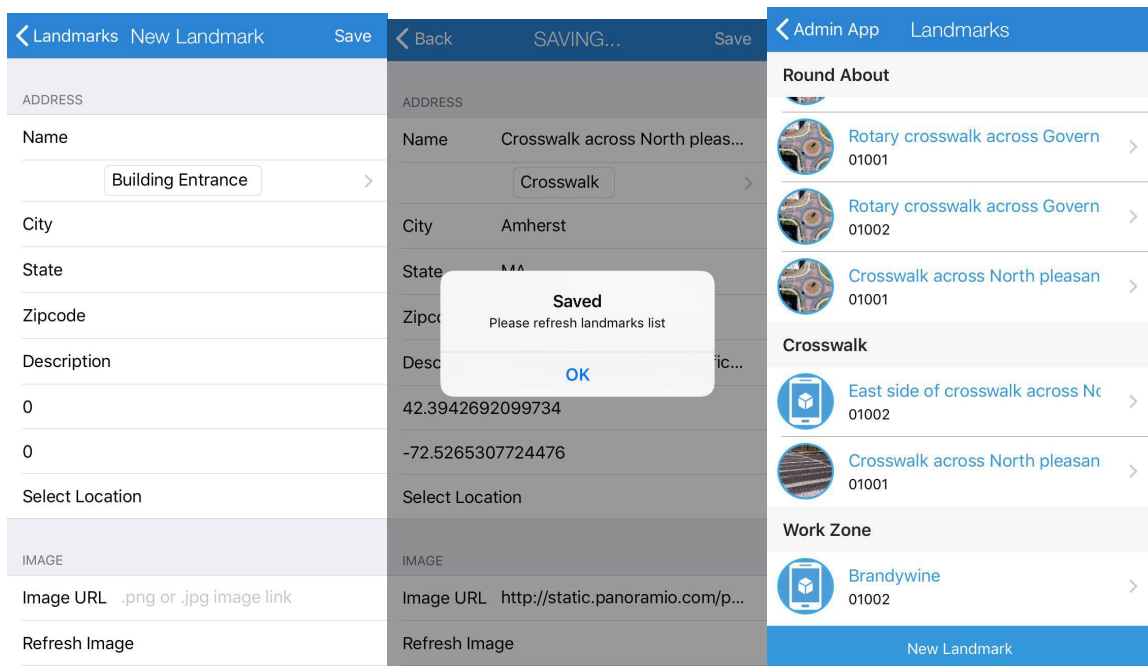 Landmarks New Landmark Save
ADDRESS
Name
Building Entrance
City
State
Zipcode
Description
0
0
Select Location
IMAGE
Image URL .png or .jpg image link
Refresh Image
Back SAVING... Save
ADDRESS
Name Crosswalk across North pleas...
Crosswalk
City Amherst
State MA
Saved
Please refresh landmarks list
OK
42.3942692099734
-72.5265307724476
Select Location
IMAGE
Image URL http://static.panoramio.com/p...
Refresh Image
Admin App Landmarks
Round About
Rotary crosswalk across Govern
01001
Rotary crosswalk across Govern
01002
Crosswalk across North pleasan
01001
Crosswalk
East side of crosswalk across No
01002
Crosswalk across North pleasan
01001
Work Zone
Brandywine
01002
New Landmark